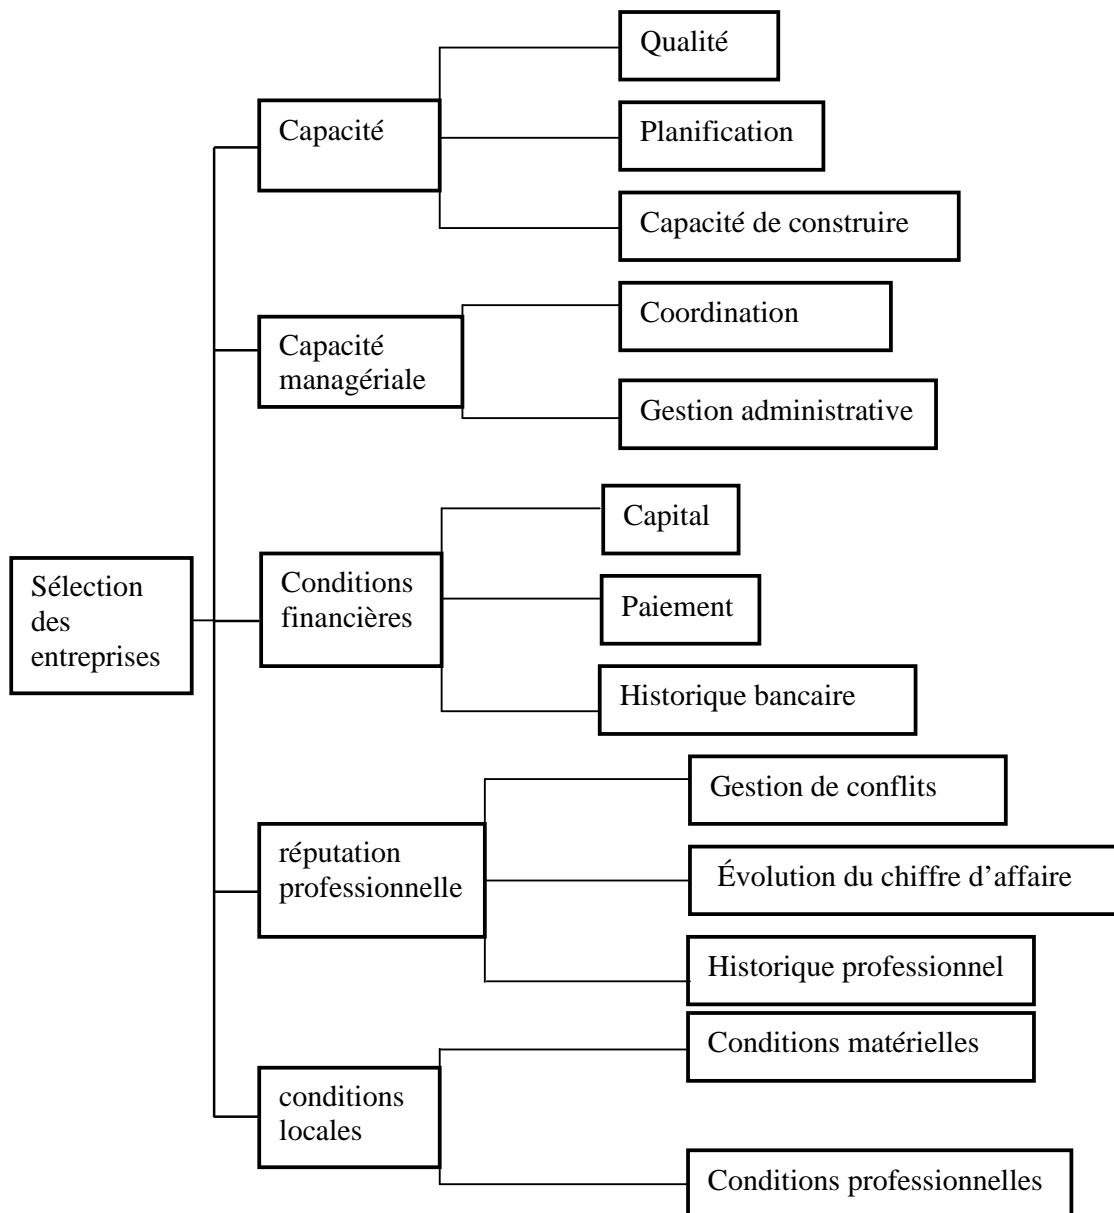 Qualité
Capacité
Planification
Capacité de construire
Coordination
Capacité
managériale
Gestion administrative
Capital
Sélection
des
entreprises
Conditions
financières
Paiement
Historique bancaire
Gestion de conflits
réputation
professionnelle
Évolution du chiffre d’affaire
Historique professionnel
Conditions matérielles
conditions
locales
Conditions professionnelles